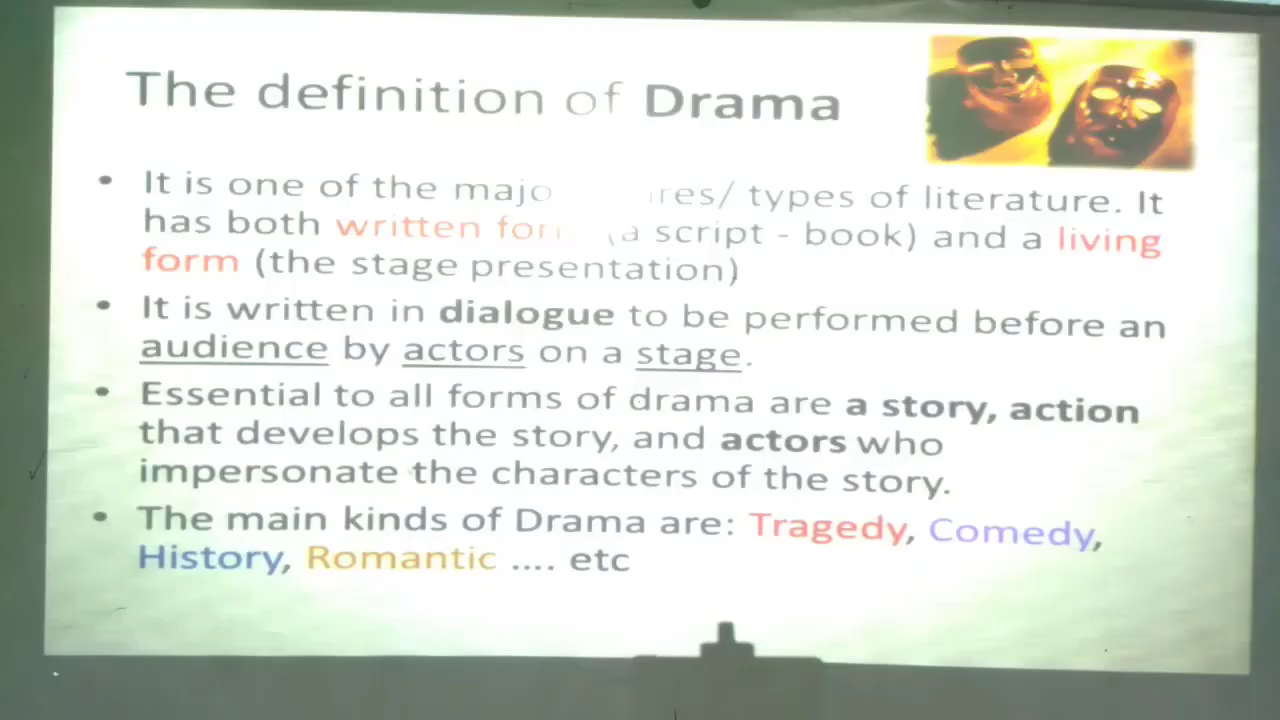 The definition of Drama
• It is one of the majo ires/ types of literature. It
has both written for (a script - book) and a living
form (the stage presentation)
• It is written in dialogue to be performed before an
audience by actors on a stage.
• Essential to all forms of drama are a story, action
that develops the story, and actors who
impersonate the characters of the story.
• The main kinds of Drama are: Tragedy, Comedy,
History, Romantic .... etc